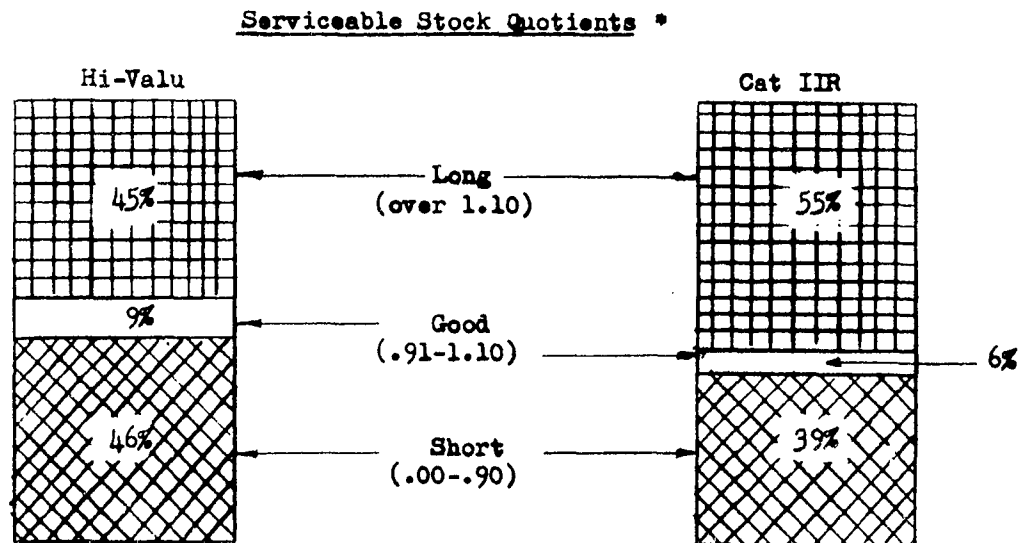 Serviceable Stock Quotients *
Hi-Valu
Cat IIR
45%
Long
(over 1.10)
55%
9%
Good
(.91-1.10)
6%
46%
Short
(.00-.90)
39%